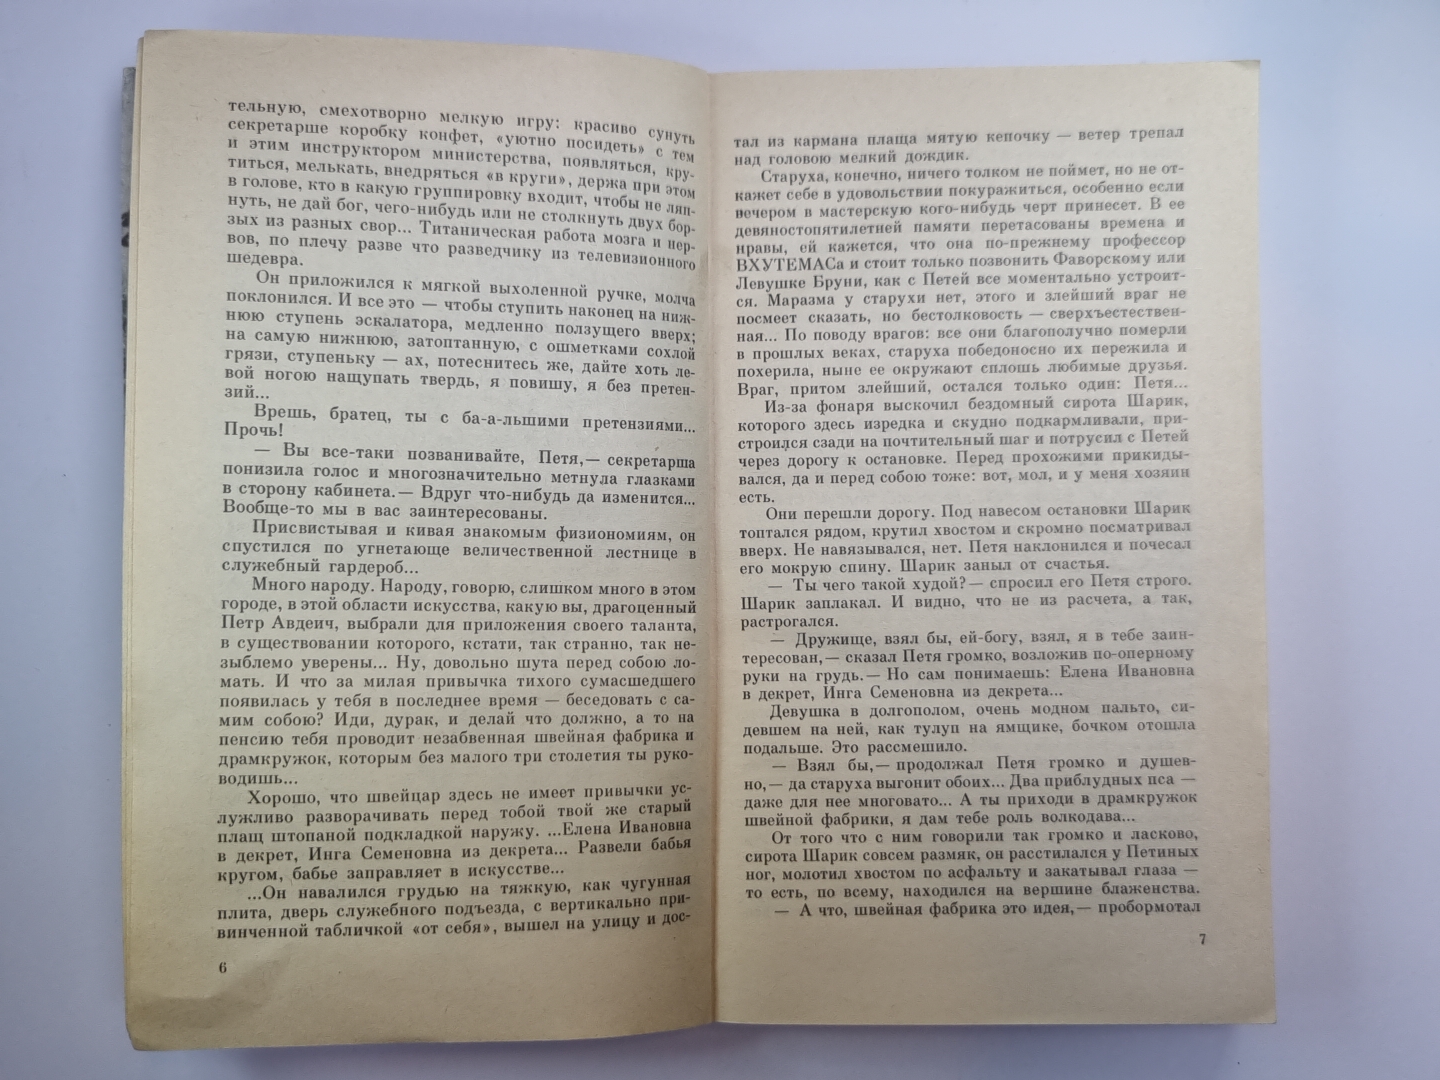 тельную, смехотворно мелкую игру: красиво сунуть
секретарше коробку конфет, «уютно посидеть» с тем
и этим инструктором министерства, появляться, кру-
титься, мелькать, внедряться «в круги», держа при этом
в голове, кто в какую группировку входит, чтобы не ляп-
нуть, не дай бог, чего-нибудь или не столкнуть двух бор-
зых из разных свор... Титаническая работа мозга и нер-
вов, по плечу разве что разведчику из телевизионного
шедевра.
Он приложился к мягкой выхоленной ручке, молча
поклонился. И все это — чтобы ступить наконец на ниж-
нюю ступень эскалатора, медленно ползущего вверх;
на самую нижнюю, затоптанную, с ошметками сохлой
грязи, ступеньку — ах, потеснитесь же, дайте хоть ле-
вой ногою нащупать твердь, я повишу, я без претен-
зий...
Врешь, братец, ты с ба-а-льшими претензиями...
Прочь!
— Вы все-таки позванивайте, Петя,— секретарша
понизила голос и многозначительно метнула глазками
в сторону кабинета.— Вдруг что-нибудь да изменится...
Вообще-то мы в вас заинтересованы.
Присвистывая и кивая знакомым физиономиям, он
спустился по угнетающе величественной лестнице в
служебный гардероб...
Много народу. Народу, говорю, слишком много в этом
городе, в этой области искусства, какую вы, драгоценный
Петр Авдеич, выбрали для приложения своего таланта,
в существовании которого, кстати, так странно, так не-
зыблемо уверены... Ну, довольно шута перед собою ло-
мать. И что за милая привычка тихого сумасшедшего
появилась у тебя в последнее время — беседовать с са-
мим собою? Иди, дурак, и делай что должно, а то на
пенсию тебя проводит незабвенная швейная фабрика и
драмкружок, которым без малого три столетия ты руко-
водишь...
Хорошо, что швейцар здесь не имеет привычки ус-
лужливо разворачивать перед тобой твой же старый
плащ штопаной подкладкой наружу. ...Елена Ивановна
в декрет, Инга Семеновна из декрета... Развели бабья
кругом, бабье заправляет в искусстве...
...Он навалился грудью на тяжкую, как чугунная
плита, дверь служебного подъезда, с вертикально при-
винченной табличкой «от себя», вышел на улицу и дос-
6
тал из кармана плаща мятую кепочку — ветер трепал
над головою мелкий дождик.
Старуха, конечно, ничего толком не поймет, но не от-
кажет себе в удовольствии покуражиться, особенно если
вечером в мастерскую кого-нибудь черт принесет. В ее
девяностопятилетней памяти перетасованы времена и
нравы, ей кажется, что она по-прежнему профессор
ВХУТЕМАСа и стоит только позвонить Фаворскому или
Левушке Бруни, как с Петей все моментально устроит-
ся. Маразма у старухи нет, этого и злейший враг не
посмеет сказать, но бестолковость — сверхъестествен-
ная... По поводу врагов: все они благополучно померли
в прошлых веках, старуха победоносно их пережила и
похерила, ныне ее окружают сплошь любимые друзья.
Враг, притом злейший, остался только один: Петя...
Из-за фонаря выскочил бездомный сирота Шарик,
которого здесь изредка и скудно подкармливали, при-
строился сзади на почтительный шаг и потрусил с Петей
через дорогу к остановке. Перед прохожими прикиды-
вался, да и перед собою тоже: вот, мол, и у меня хозяин
есть.
Они перешли дорогу. Под навесом остановки Шарик
топтался рядом, крутил хвостом и скромно посматривал
вверх. Не навязывался, нет. Петя наклонился и почесал
его мокрую спину. Шарик заныл от счастья.
— Ты чего такой худой?— спросил его Петя строго.
Шарик заплакал. И видно, что не из расчета, а так,
растрогался.
— Дружище, взял бы, ей-богу, взял, я в тебе заин-
тересован,— сказал Петя громко, возложив по-оперному
руки на грудь.— Но сам понимаешь: Елена Ивановна
в декрет, Инга Семеновна из декрета...
Девушка в долгополом, очень модном пальто, си-
девшем на ней, как тулуп на ямщике, бочком отошла
подальше. Это рассмешило.
— Взял бы,— продолжал Петя громко и душев-
но,— да старуха выгонит обоих... Два приблудных пса —
даже для нее многовато... А ты приходи в драмкружок
швейной фабрики, я дам тебе роль волкодава...
От того что с ним говорили так громко и ласково,
сирота Шарик совсем размяк, он расстилался у Петиных
ног, молотил хвостом по асфальту и закатывал глаза —
то есть, по всему, находился на вершине блаженства.
— А что, швейная фабрика это идея,— пробормотал
7